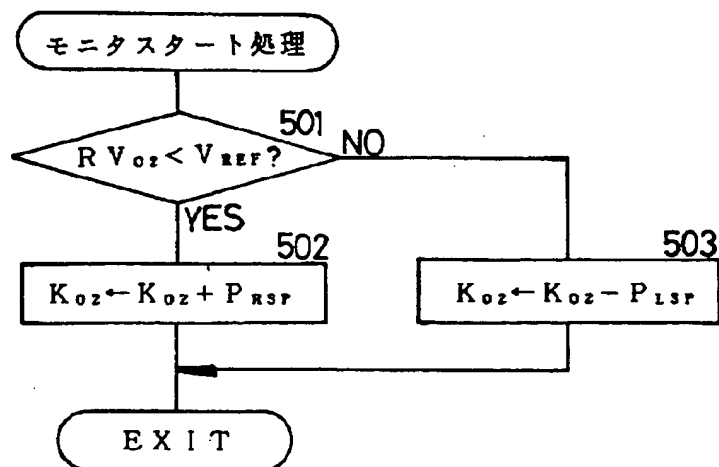 モニタスタート処理
501
RV₀₂<V_REF?
NO
YES
502
503
K₀₂←K₀₂+P_RSP
K₀₂←K₀₂−P_LSP
EXIT